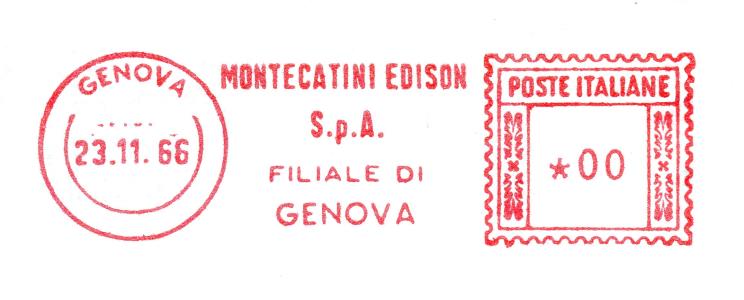 GENOVA
23.11.66
MONTECATINI EDISON
S.p.A.
FILIALE DI
GENOVA
POSTE ITALIANE
*00